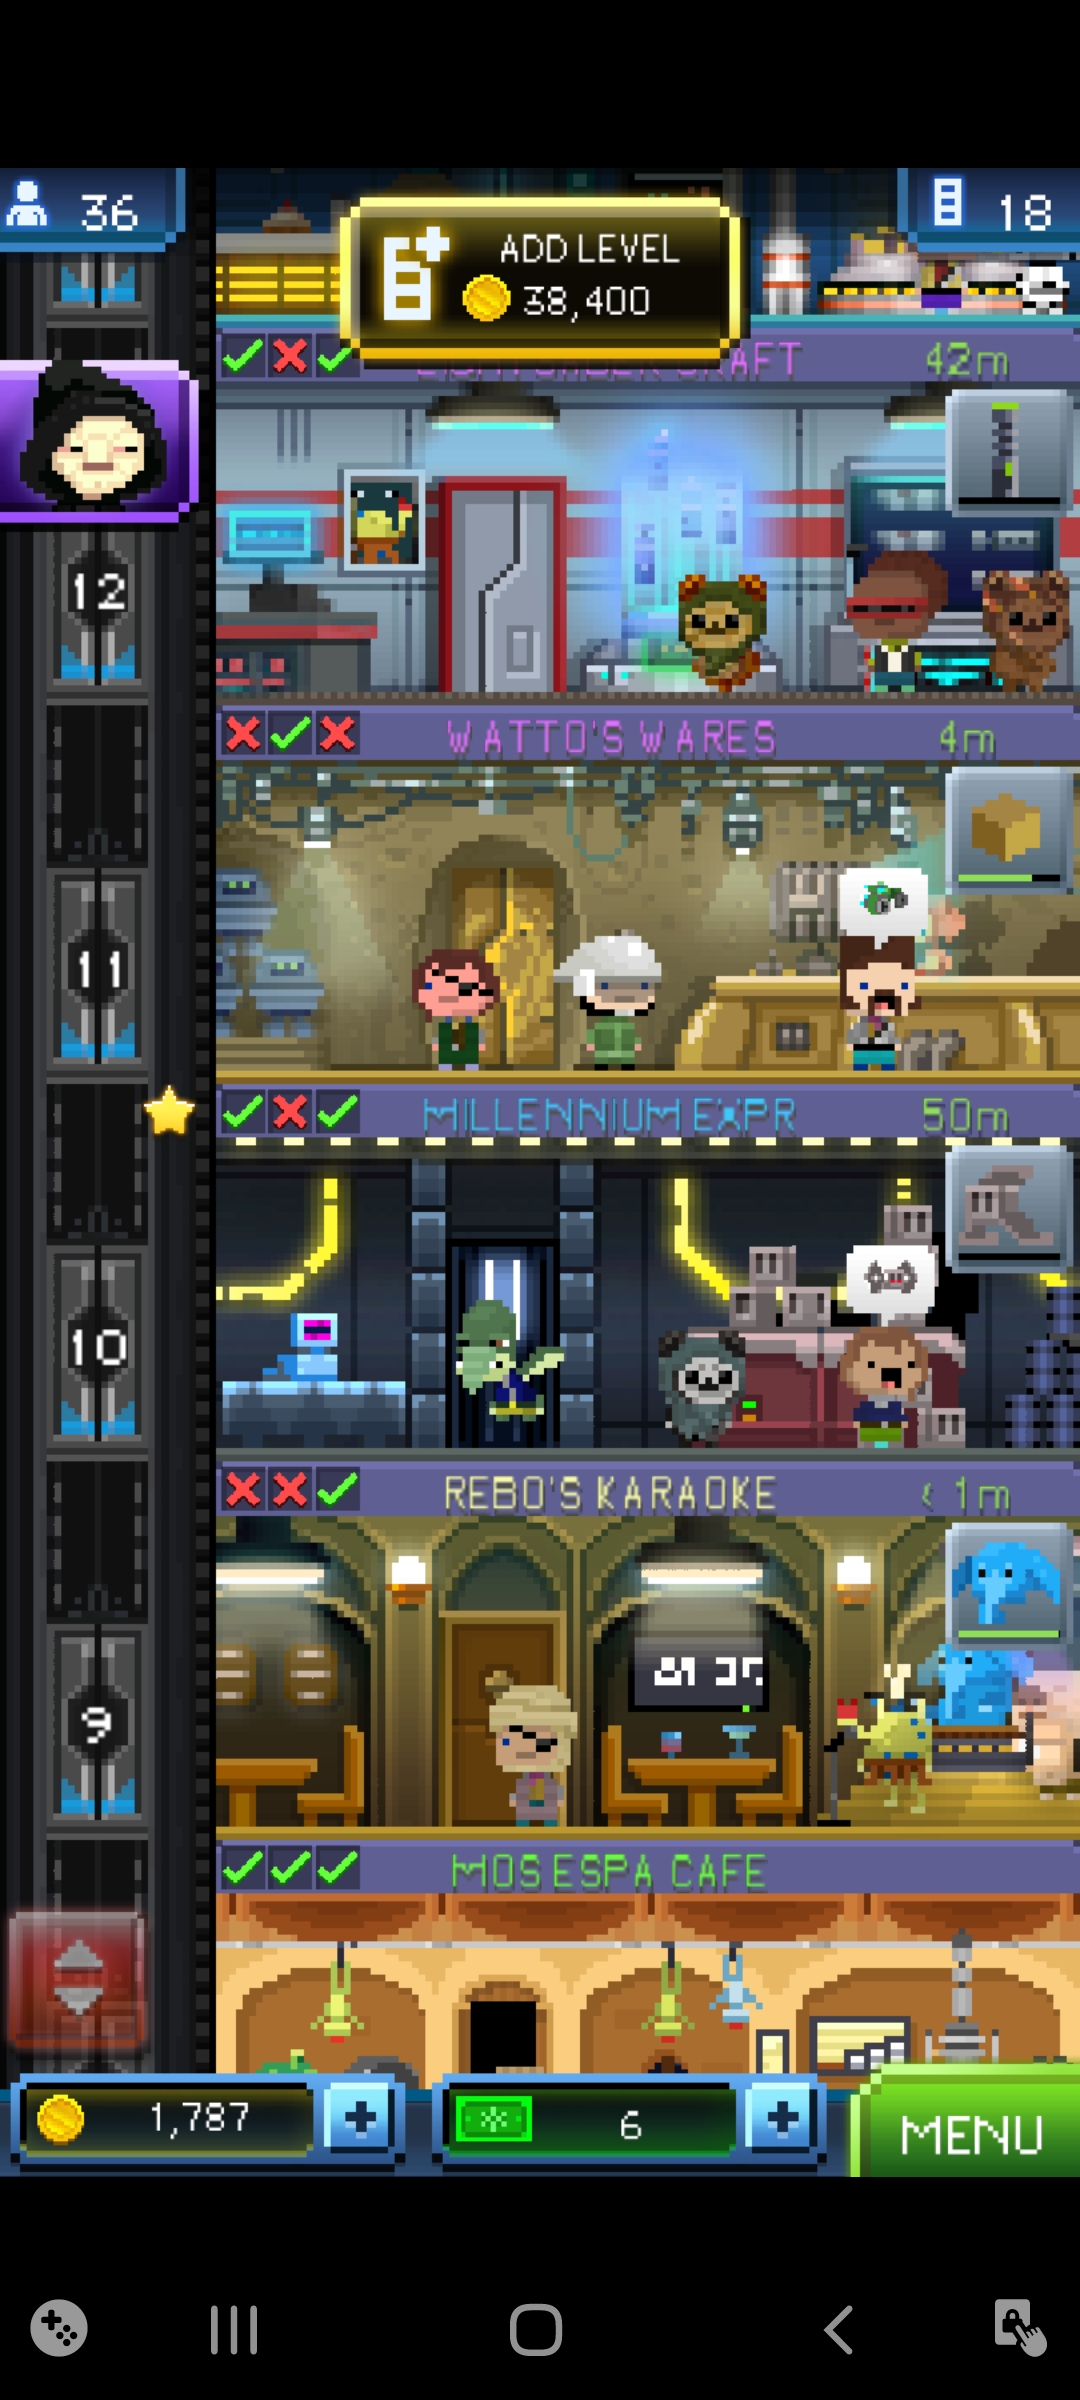 36
ADD LEVEL
38,400
18
AFT
42m
12
WATTO'S WARES
4m
11
MILLENNIUM EXPR
50m
10
REBO'S KARAOKE
< 1m
9
MOS ESPA CAFE
1,787
6
MENU